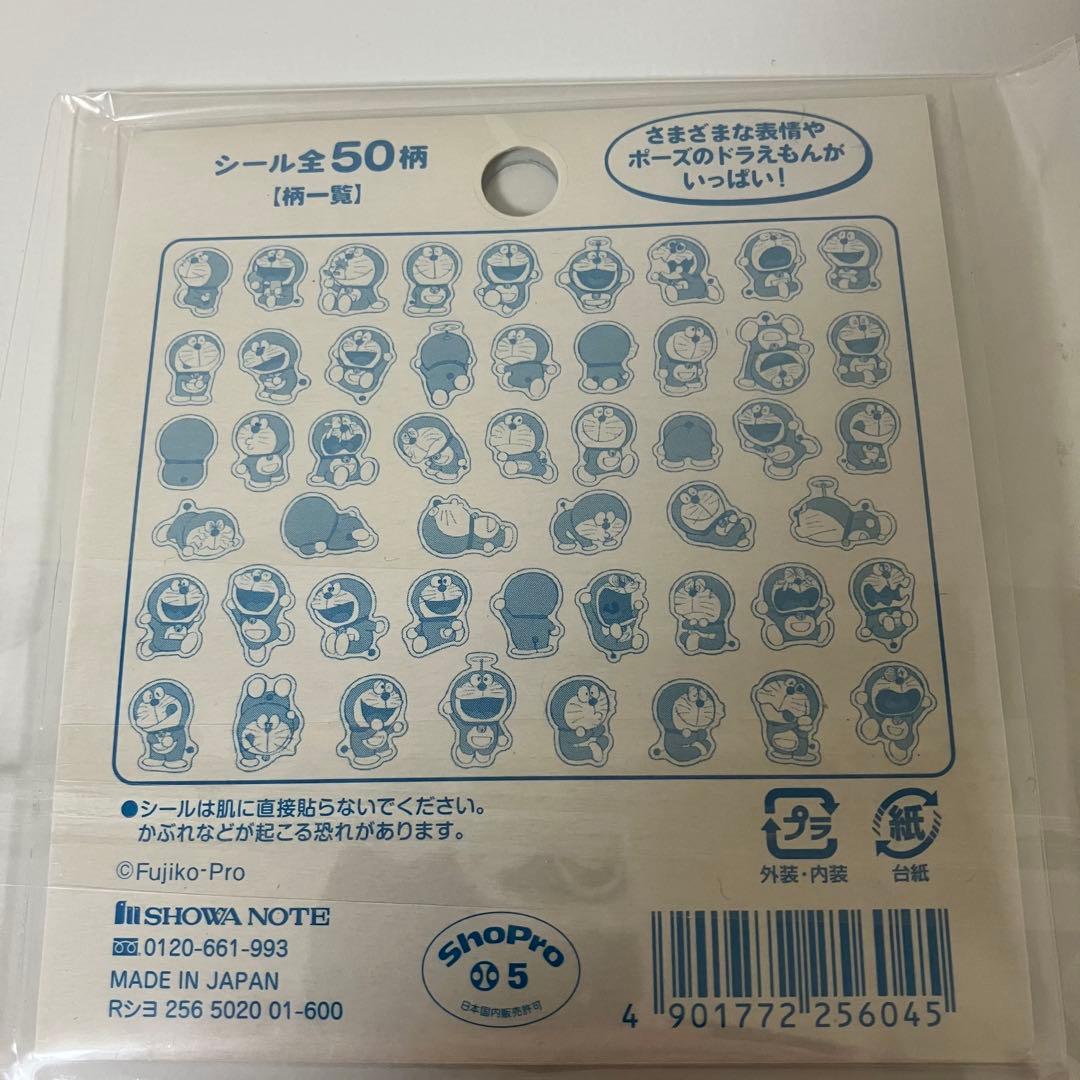 シール全50柄
【柄一覧】
さまざまな表情や
ポーズのドラえもんが
いっぱい!
●シールは肌に直接貼らないでください。
かぶれなどが起こる恐れがあります。
©Fujiko-Pro
SHOWA NOTE
0120-661-993
MADE IN JAPAN
Rショ 256 5020 01-600
ShoPro
5
日本国内販売許可
プラ
外装・内装
紙
台紙
4 901772 256045